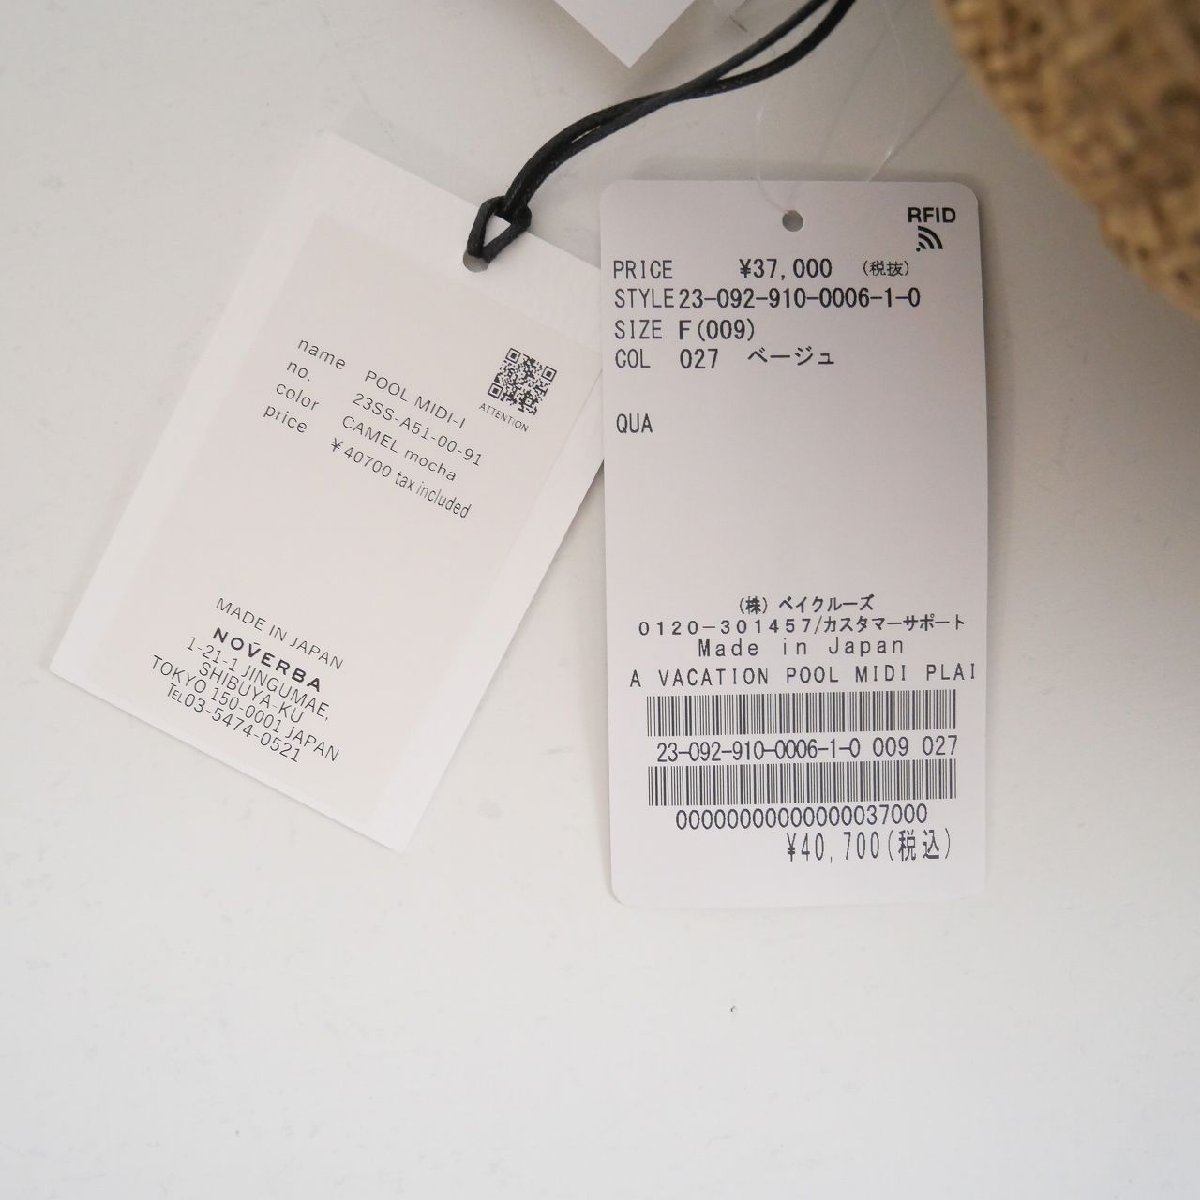 name POOL MIDI-I
no. 23SS-A51-00-91
color CAMEL mocha
price ¥40700 tax included
ATTENTION
MADE IN JAPAN
NOVERBA
1-21-1 JINGUMAE,
SHIBUYA-KU
TOKYO 150-0001 JAPAN
TEL03-5474-0521
RFID
PRICE ¥37,000 (税抜)
STYLE 23-092-910-0006-1-0
SIZE F(009)
COL 027 ベージュ
QUA
(株) ベイクルーズ
0120-301457/カスタマーサポート
Made in Japan
A VACATION POOL MIDI PLAI
23-092-910-0006-1-0 009 027
00000000000000037000
¥40,700(税込)